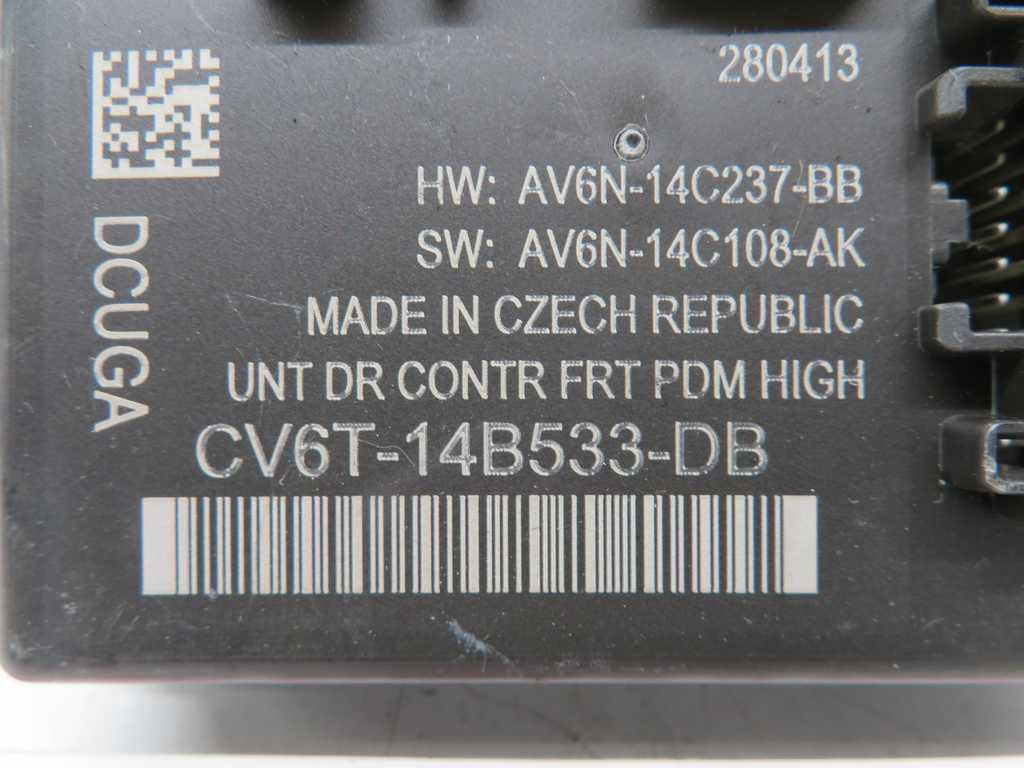 280413
HW: AV6N-14C237-BB
SW: AV6N-14C108-AK
MADE IN CZECH REPUBLIC
UNT DR CONTR FRT PDM HIGH
CV6T-14B533-DB
DCUGA